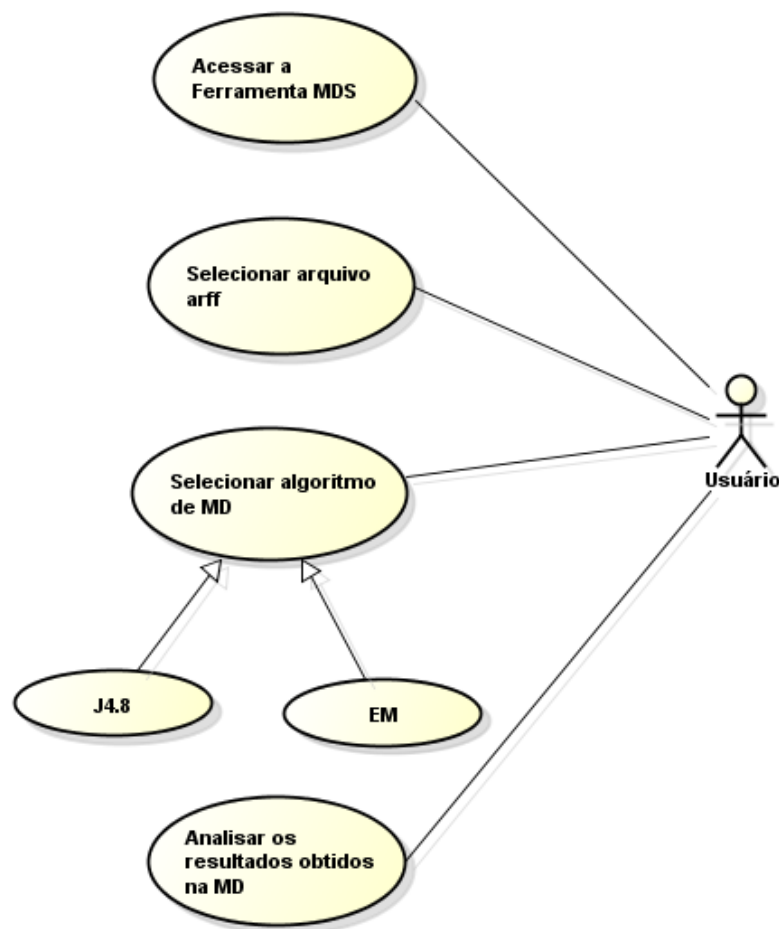 Acessar a
Ferramenta MDS
Selecionar arquivo
arff
Usuário
Selecionar algoritmo
de MD
J4.8
EM
Analisar os
resultados obtidos
na MD